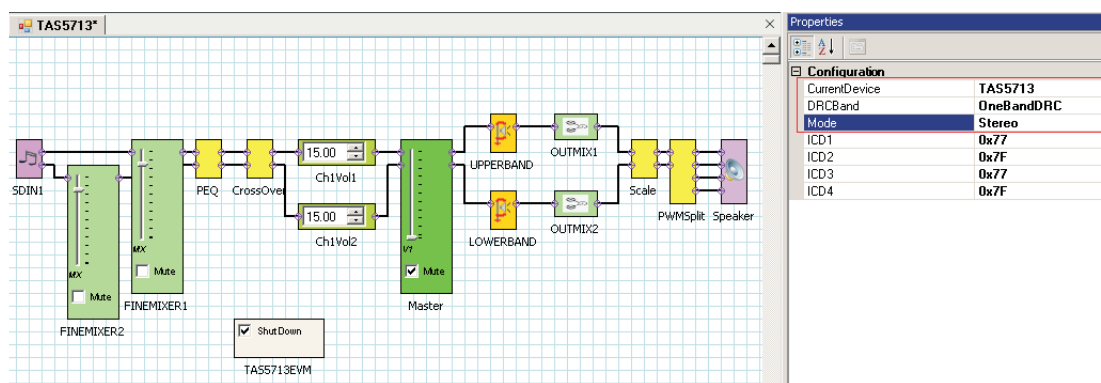 TAS5713*
Properties
Configuration
CurrentDevice TAS5713
DRCBand OneBandDRC
Mode Stereo
ICD1 0x77
ICD2 0x7F
ICD3 0x77
ICD4 0x7F
SDIN1
MX
Mute
FINEMIXER2
MX
Mute
FINEMIXER1
PEQ
CrossOver
15.00
Ch1Vol1
15.00
Ch1Vol2
V1
Mute
Master
UPPERBAND
LOWERBAND
OUTMIX1
OUTMIX2
Scale
PWMSplit
Speaker
ShutDown
TAS5713EVM